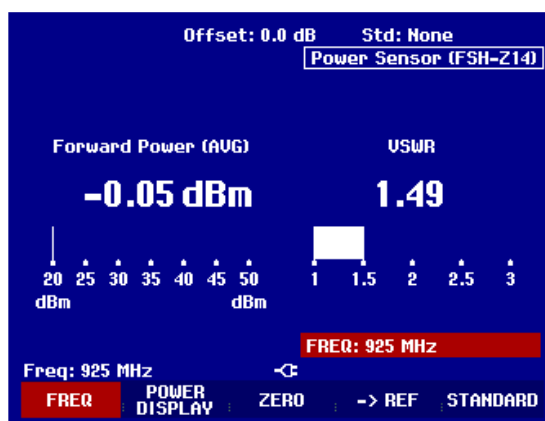 Offset: 0.0 dB Std: None
Power Sensor (FSH-Z14)
Forward Power (AVG) VSWR
-0.05 dBm 1.49
20 25 30 35 40 45 50 1 1.5 2 2.5 3
dBm dBm
FREQ: 925 MHz
Freq: 925 MHz
FREQ POWER DISPLAY ZERO -> REF STANDARD